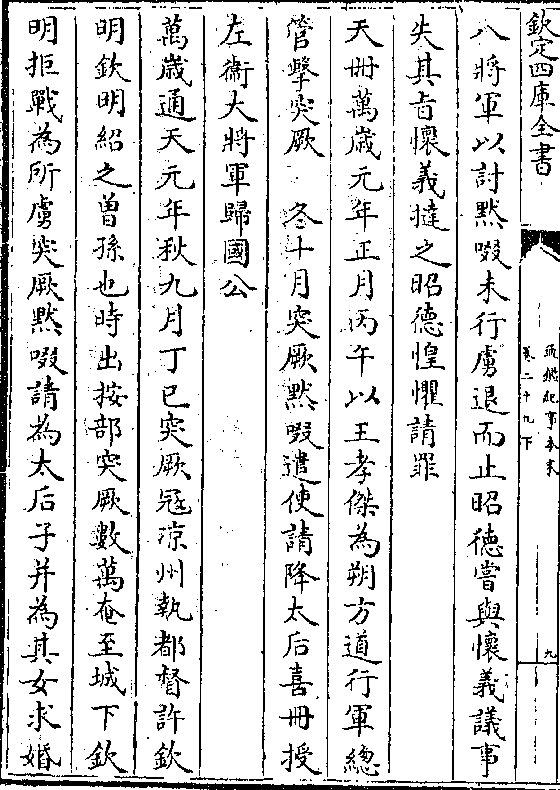 欽定四庫全書
通鑑紀事本末
卷二十九下
九
八將軍以討黙啜未行虜退而止昭德嘗與懷義議事
失其旨懷義撻之昭德惶懼請罪
天冊萬嵗元年正月丙午以王孝傑為朔方道行軍總
管擊突厥 冬十月突厥黙啜遣使請降太后喜冊授
左衞大將軍歸國公
萬嵗通天元年秋九月丁巳突厥冦凉州執都督許欽
明欽明紹之曽孫也時出按部突厥數萬奄至城下欽
明拒戰為所虜突厥黙啜請為太后子并為其女求婚